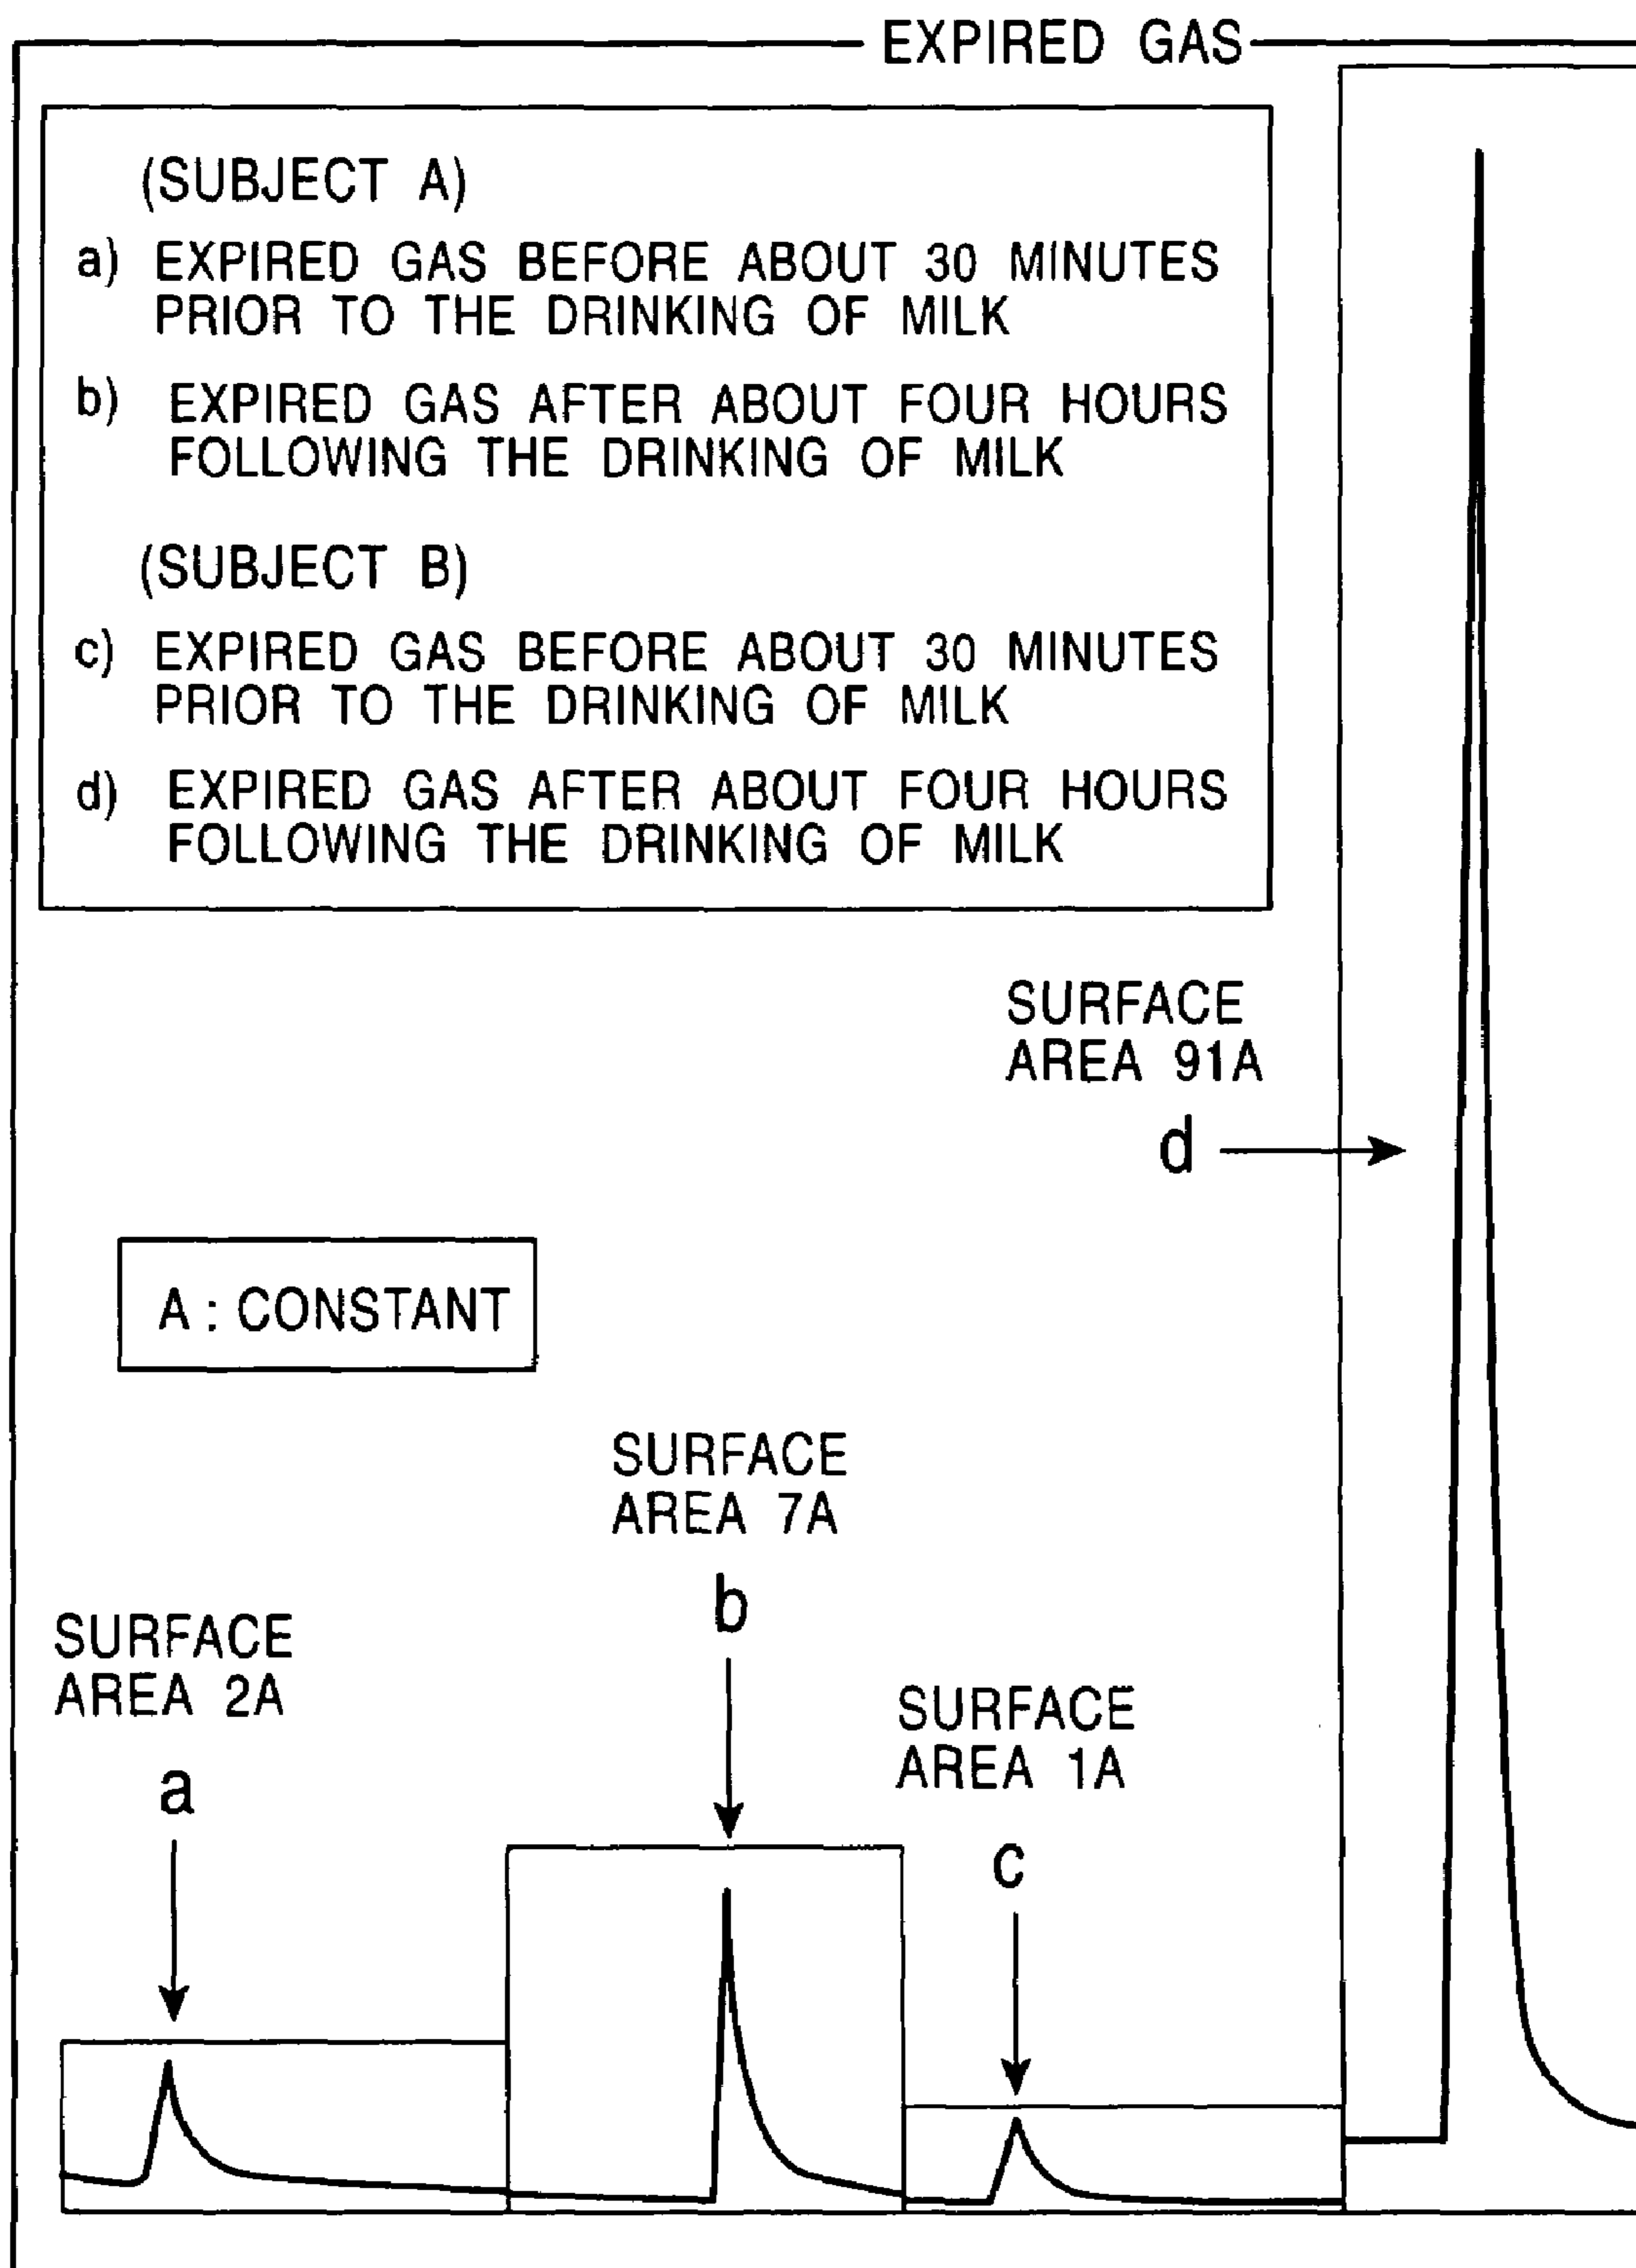 EXPIRED GAS
(SUBJECT A)
a) EXPIRED GAS BEFORE ABOUT 30 MINUTES
PRIOR TO THE DRINKING OF MILK
b) EXPIRED GAS AFTER ABOUT FOUR HOURS
FOLLOWING THE DRINKING OF MILK
(SUBJECT B)
c) EXPIRED GAS BEFORE ABOUT 30 MINUTES
PRIOR TO THE DRINKING OF MILK
d) EXPIRED GAS AFTER ABOUT FOUR HOURS
FOLLOWING THE DRINKING OF MILK
SURFACE
AREA 91A
d
A : CONSTANT
SURFACE
AREA 7A
b
SURFACE
AREA 2A
a
SURFACE
AREA 1A
c